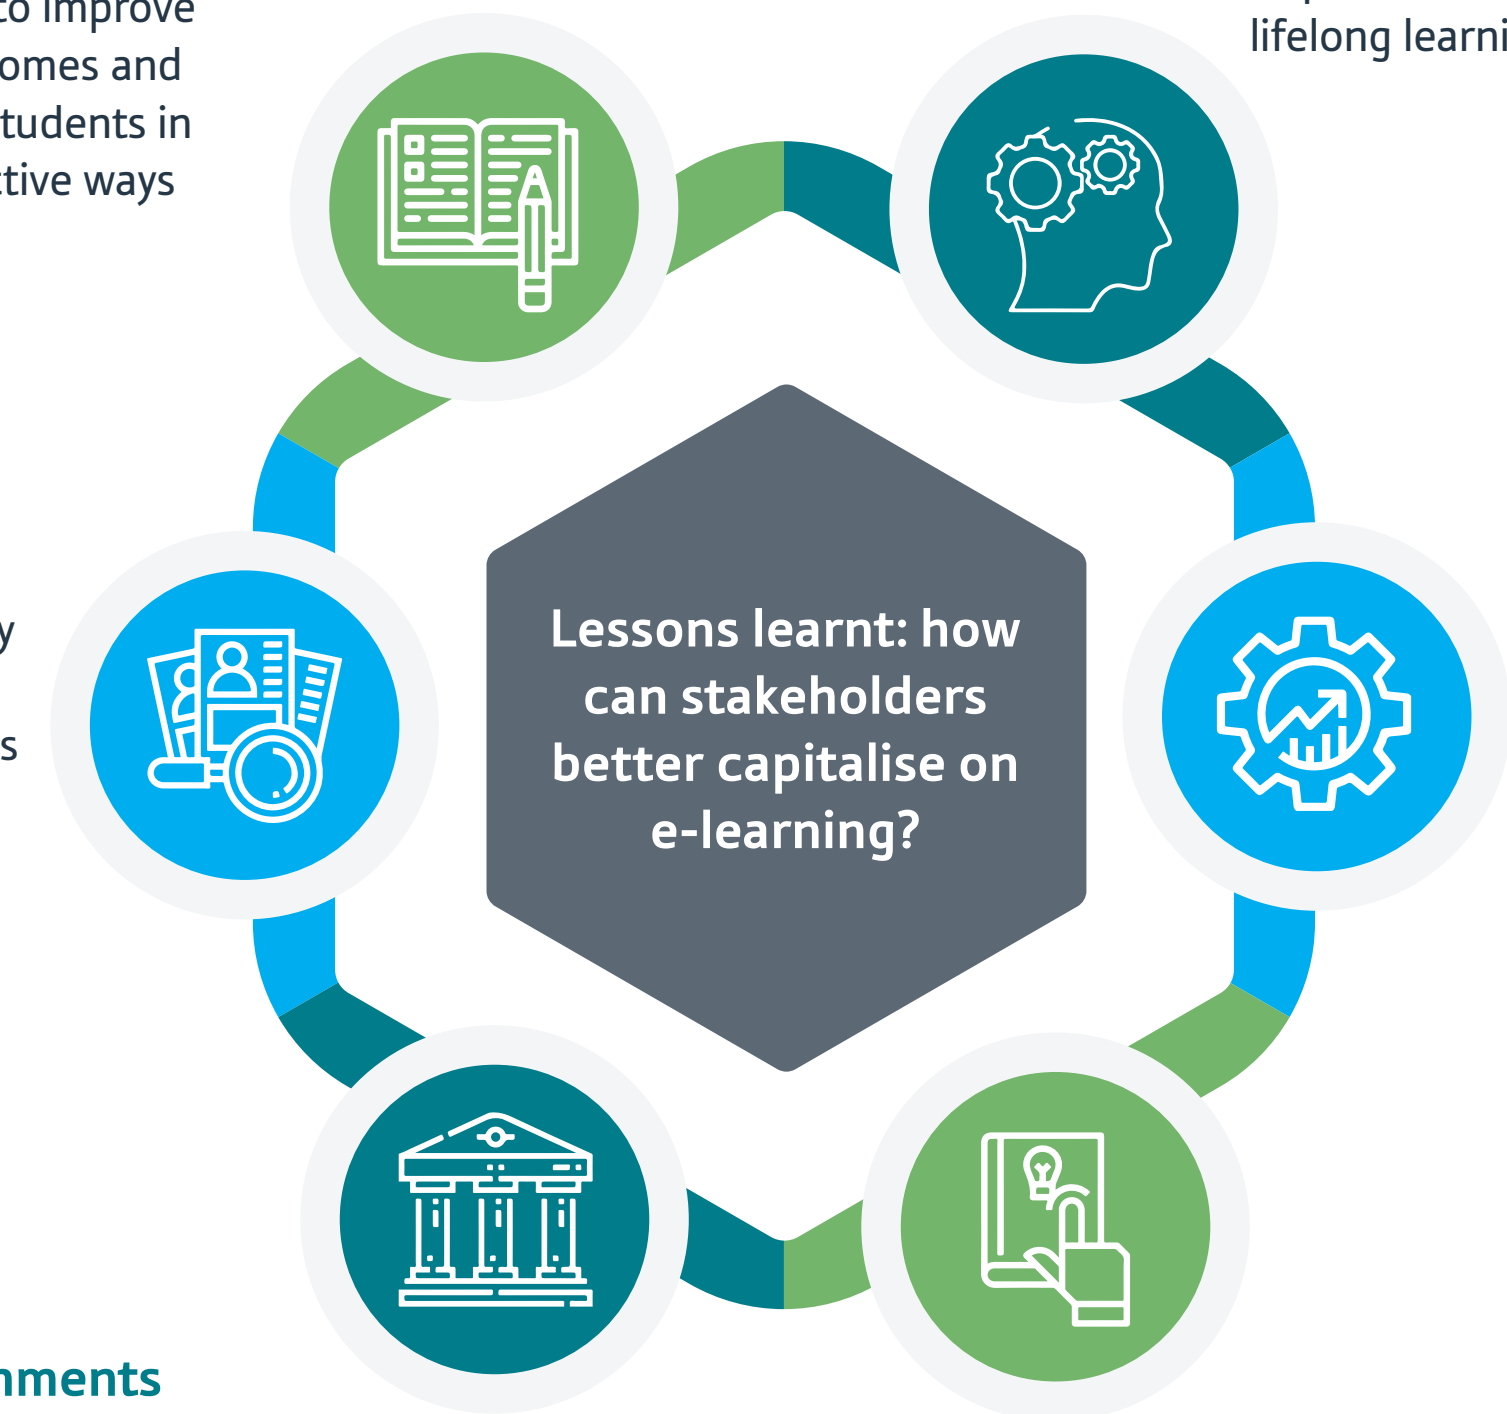 to improve
omes and
tudents in
ctive ways
lifelong learni
y
s
Lessons learnt: how
can stakeholders
better capitalise on
e-learning?
nments